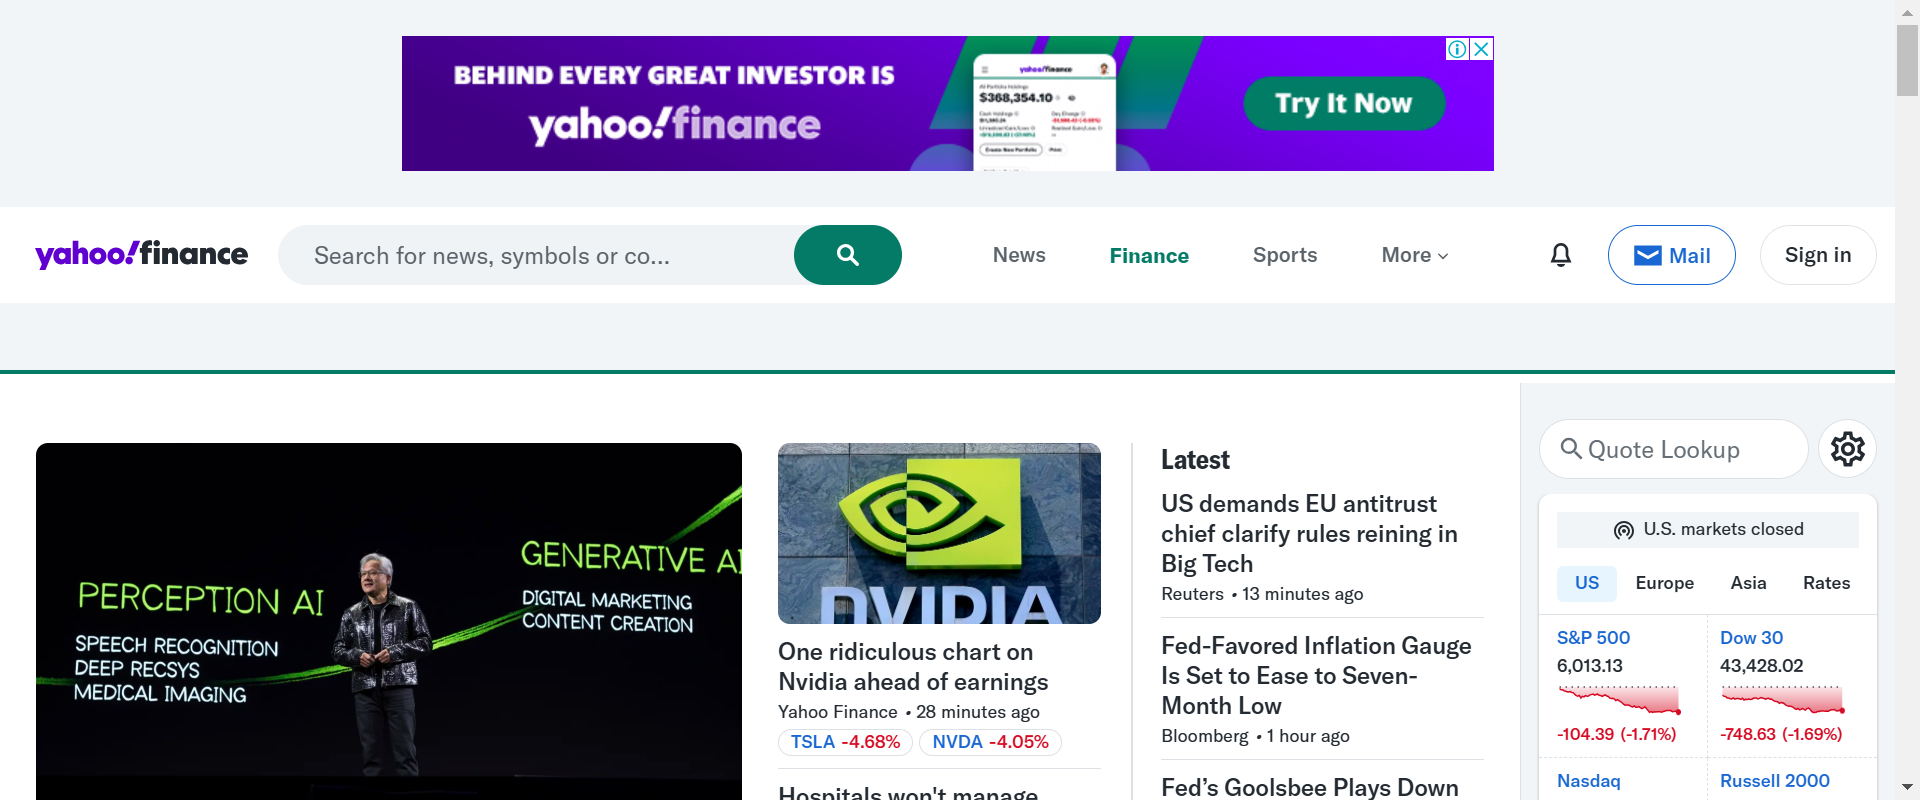 BEHIND EVERY GREAT INVESTOR IS
yahoo!finance
yahoo!finance
$368,354.10
Create New Portfolio
Print
Try It Now
yahoo!finance
Search for news, symbols or co...
News
Finance
Sports
More
Mail
Sign in
PERCEPTION AI
SPEECH RECOGNITION
DEEP RECSYS
MEDICAL IMAGING
GENERATIVE AI
DIGITAL MARKETING
CONTENT CREATION
NVIDIA
One ridiculous chart on
Nvidia ahead of earnings
Yahoo Finance • 28 minutes ago
TSLA -4.68%
NVDA -4.05%
Hospitals won't manage
Latest
US demands EU antitrust
chief clarify rules reining in
Big Tech
Reuters • 13 minutes ago
Fed-Favored Inflation Gauge
Is Set to Ease to Seven-
Month Low
Bloomberg • 1 hour ago
Fed’s Goolsbee Plays Down
Quote Lookup
U.S. markets closed
US
Europe
Asia
Rates
S&P 500
6,013.13
-104.39 (-1.71%)
Dow 30
43,428.02
-748.63 (-1.69%)
Nasdaq
Russell 2000